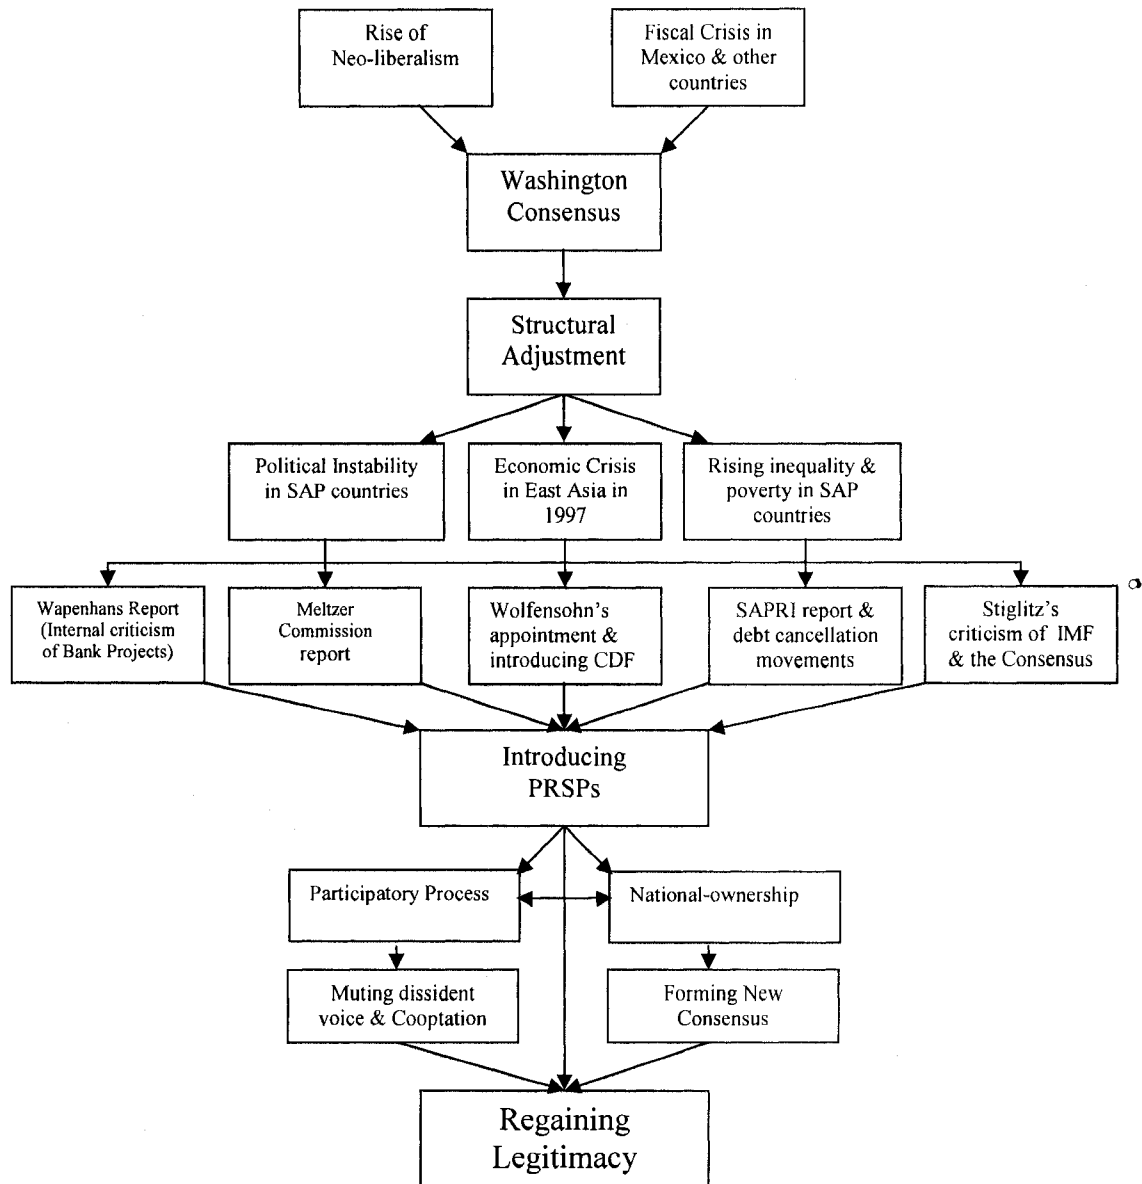 Rise of
Neo-liberalism
Fiscal Crisis in
Mexico & other
countries
Washington
Consensus
Structural
Adjustment
Political Instability
in SAP countries
Economic Crisis
in East Asia in
1997
Rising inequality &
poverty in SAP
countries
Wapenhans Report
(Internal criticism
of Bank Projects)
Meltzer
Commission
report
Wolfensohn's
appointment &
introducing CDF
SAPRI report &
debt cancellation
movements
Stiglitz's
criticism of IMF
& the Consensus
Introducing
PRSPs
Participatory Process
National-ownership
Muting dissident
voice & Cooptation
Forming New
Consensus
Regaining
Legitimacy